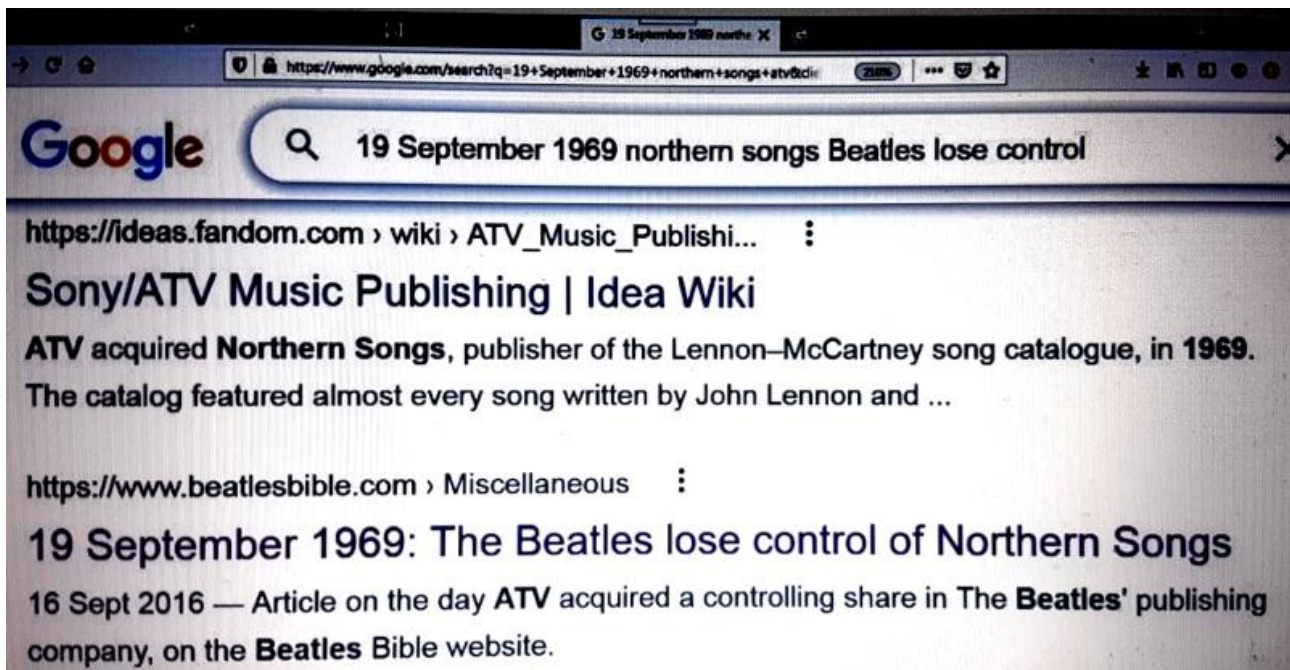 G 19 September 1969 northe X
https://www.google.com/search?q=19+September+1969+northern+songs+atv&
Google
19 September 1969 northern songs Beatles lose control
https://ideas.fandom.com › wiki › ATV_Music_Publishi...
Sony/ATV Music Publishing | Idea Wiki
ATV acquired Northern Songs, publisher of the Lennon–McCartney song catalogue, in 1969.
The catalog featured almost every song written by John Lennon and ...
https://www.beatlesbible.com › Miscellaneous
19 September 1969: The Beatles lose control of Northern Songs
16 Sept 2016 — Article on the day ATV acquired a controlling share in The Beatles' publishing
company, on the Beatles Bible website.